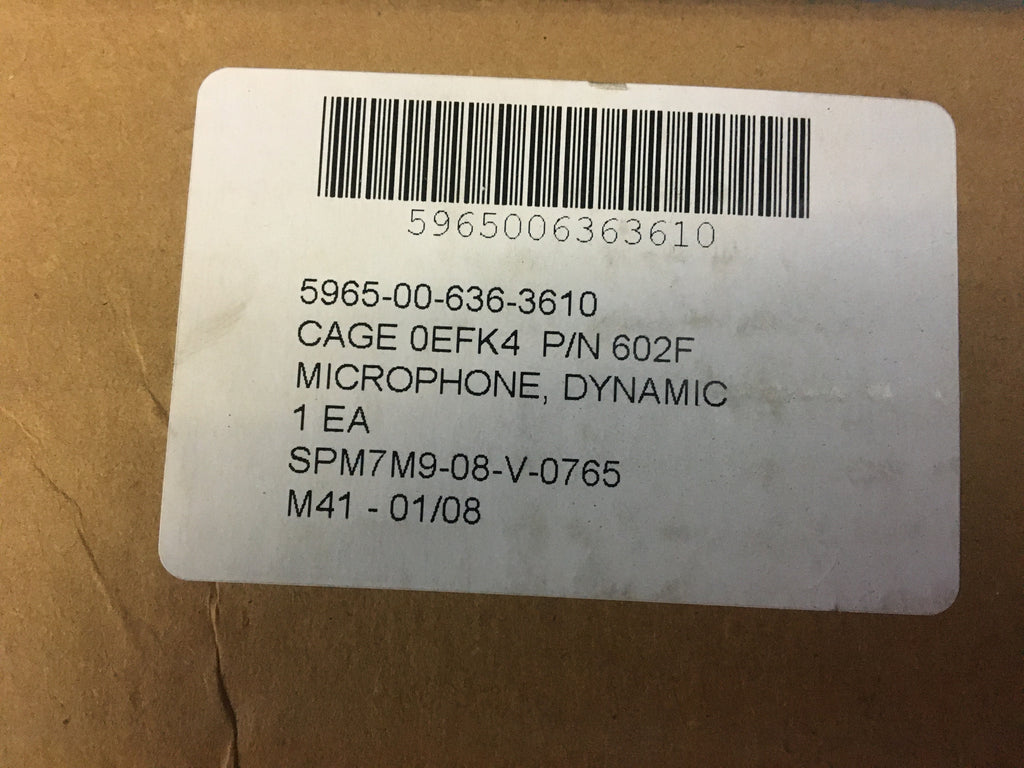 5965006363610
5965-00-636-3610
CAGE 0EFK4 P/N 602F
MICROPHONE, DYNAMIC
1 EA
SPM7M9-08-V-0765
M41 - 01/08